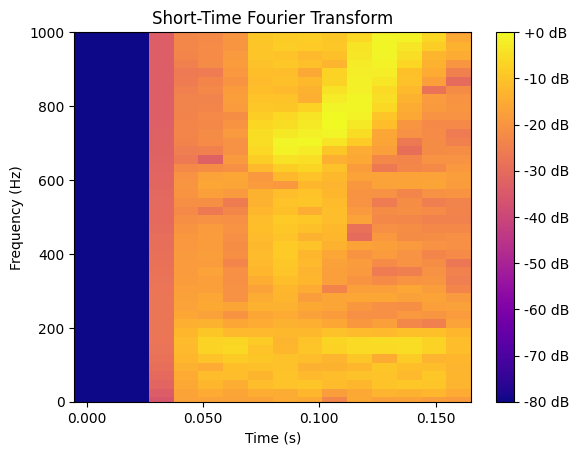 Short-Time Fourier Transform
1000
800
600
400
200
0
Frequency (Hz)
0.000
0.050
0.100
0.150
Time (s)
+0 dB
-10 dB
-20 dB
-30 dB
-40 dB
-50 dB
-60 dB
-70 dB
-80 dB